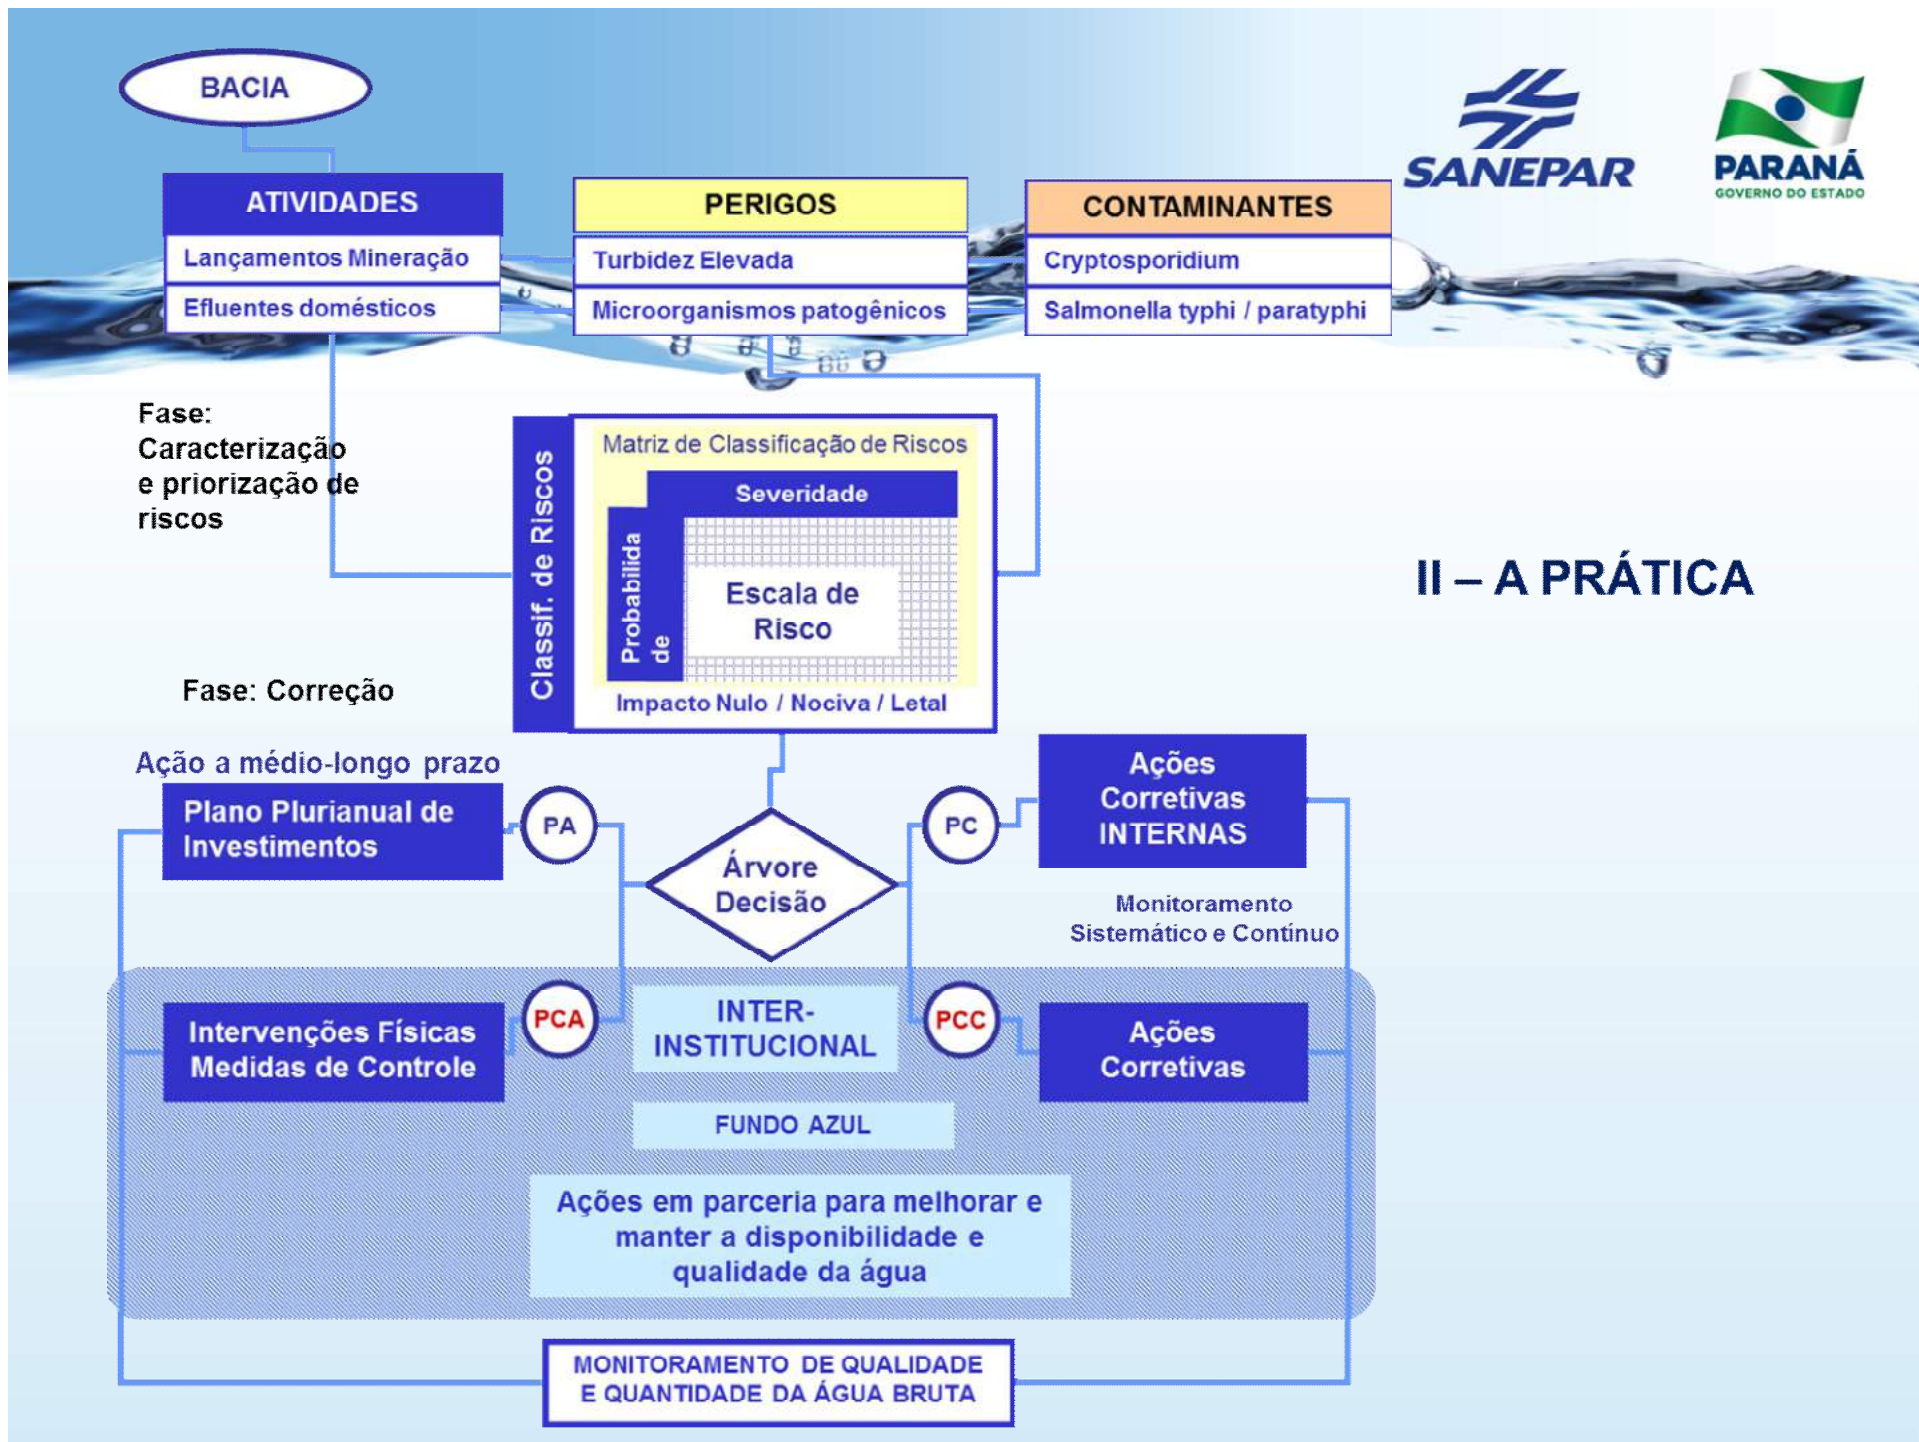 BACIA
SANEPAR
PARANÁ
GOVERNO DO ESTADO
ATIVIDADES
Lançamentos Mineração
Efluentes domésticos
PERIGOS
Turbidez Elevada
Microorganismos patogênicos
CONTAMINANTES
Cryptosporidium
Salmonella typhi / paratyphi
Fase:
Caracterização
e priorização de
riscos
Classif. de Riscos
Matriz de Classificação de Riscos
Severidade
Probabilida
de
Escala de
Risco
Impacto Nulo / Nociva / Letal
II – A PRÁTICA
Fase: Correção
Ação a médio-longo prazo
Plano Plurianual de
Investimentos
PA
Árvore
Decisão
PC
Ações
Corretivas
INTERNAS
Monitoramento
Sistemático e Contínuo
Intervenções Físicas
Medidas de Controle
PCA
INTER-
INSTITUCIONAL
PCC
Ações
Corretivas
FUNDO AZUL
Ações em parceria para melhorar e
manter a disponibilidade e
qualidade da água
MONITORAMENTO DE QUALIDADE
E QUANTIDADE DA ÁGUA BRUTA